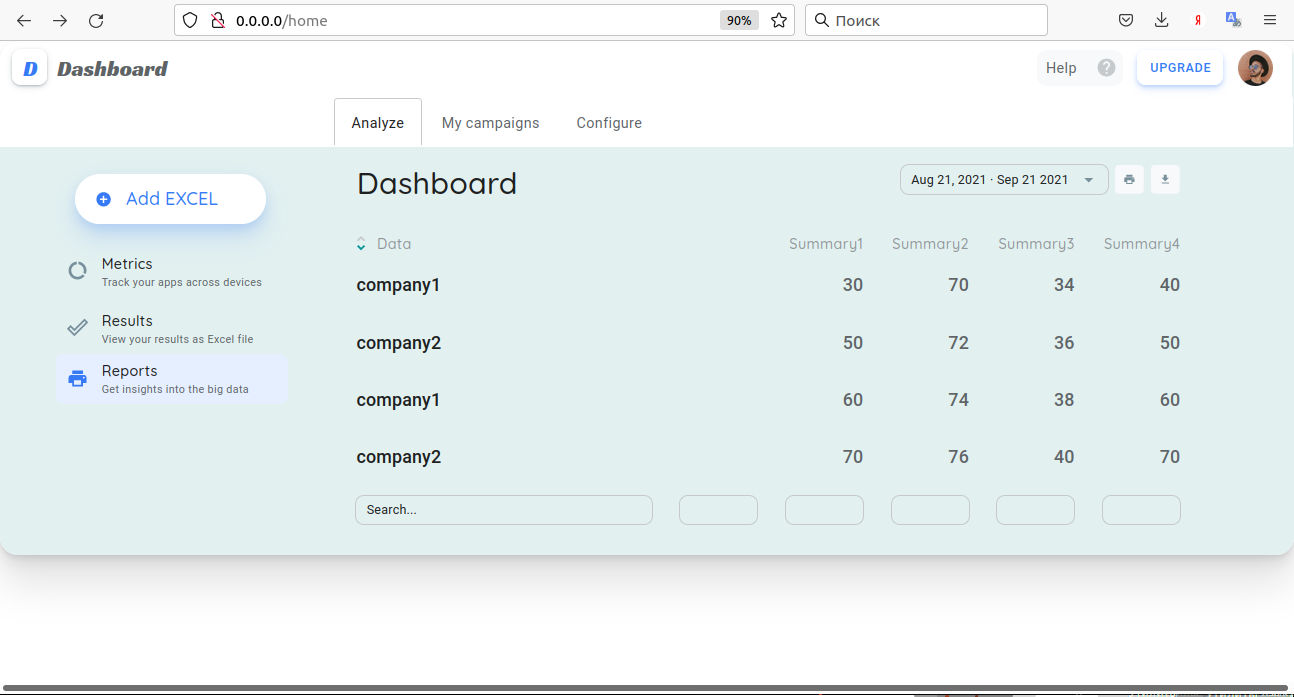 0.0.0.0/home
90%
Поиск
Я
D Dashboard
Help ?
UPGRADE
Analyze My campaigns Configure
Add EXCEL
Metrics
Track your apps across devices
Results
View your results as Excel file
Reports
Get insights into the big data
Dashboard
Aug 21, 2021 · Sep 21 2021
Data Summary1 Summary2 Summary3 Summary4
company1 30 70 34 40
company2 50 72 36 50
company1 60 74 38 60
company2 70 76 40 70
Search...